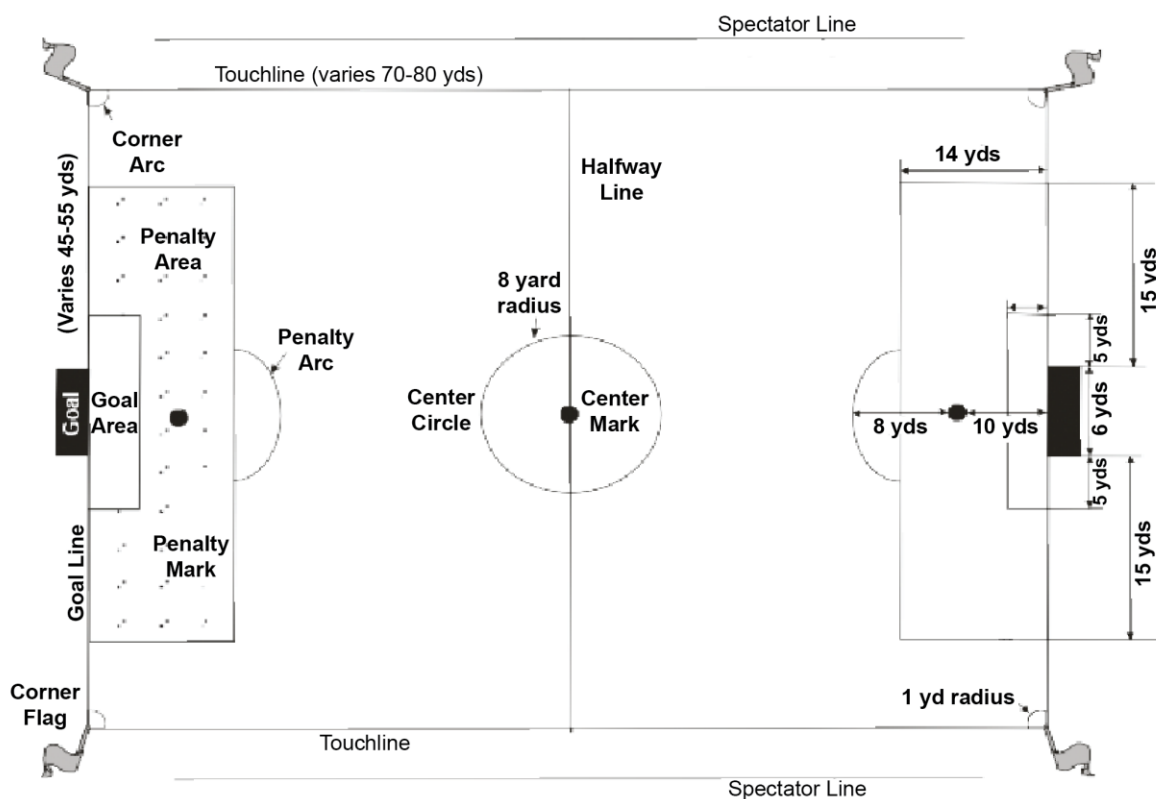 Spectator Line
Touchline (varies 70-80 yds)
Corner
Arc
(Varies 45-55 yds)
Penalty
Area
Halfway
Line
14 yds
15 yds
8 yard
radius
Penalty
Arc
5 yds
Goal
Goal
Area
Center
Circle
Center
Mark
8 yds
10 yds
6 yds
5 yds
Goal Line
Penalty
Mark
15 yds
Corner
Flag
1 yd radius
Touchline
Spectator Line